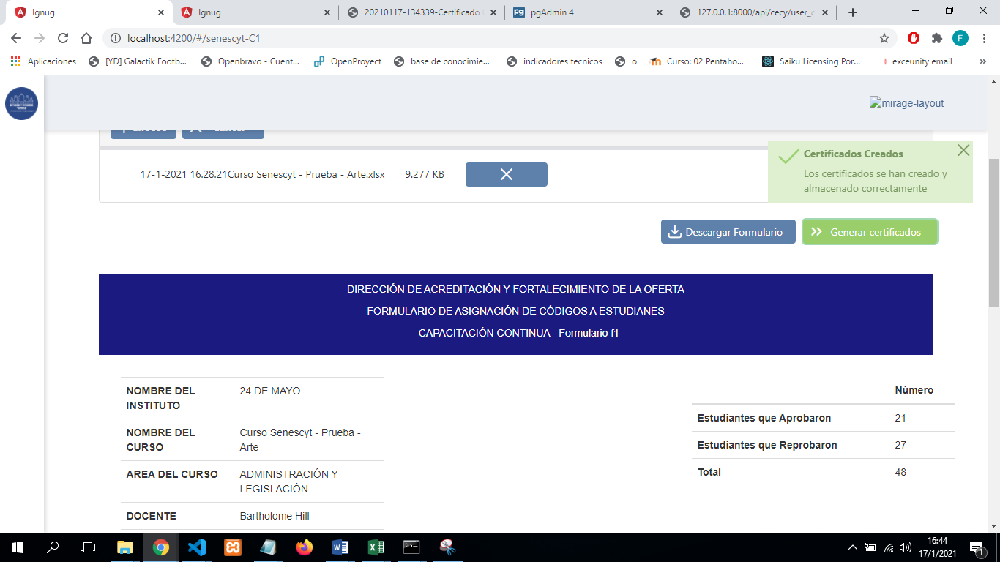 Ignug
Ignug
20210117-134339-Certificado
pgAdmin 4
127.0.0.1:8000/api/cecy/user_c
localhost:4200/#/senescyt-C1
F
Aplicaciones
[YD] Galactik Footb...
Openbravo - Cuent...
OpenProyect
base de conocimie...
indicadores tecnicos
o
Curso: 02 Pentaho...
Saiku Licensing Por...
exceunity email
mirage-layout
17-1-2021 16.28.21Curso Senescyt - Prueba - Arte.xlsx
9.277 KB
Certificados Creados
Los certificados se han creado y
almacenado correctamente
Descargar Formulario
Generar certificados
DIRECCIÓN DE ACREDITACIÓN Y FORTALECIMIENTO DE LA OFERTA
FORMULARIO DE ASIGNACIÓN DE CÓDIGOS A ESTUDIANES
- CAPACITACIÓN CONTINUA - Formulario f1
NOMBRE DEL
INSTITUTO
24 DE MAYO
NOMBRE DEL
CURSO
Curso Senescyt - Prueba -
Arte
AREA DEL CURSO
ADMINISTRACIÓN Y
LEGISLACIÓN
DOCENTE
Bartholome Hill
Número
Estudiantes que Aprobaron
21
Estudiantes que Reprobaron
27
Total
48
16:44
17/1/2021
1